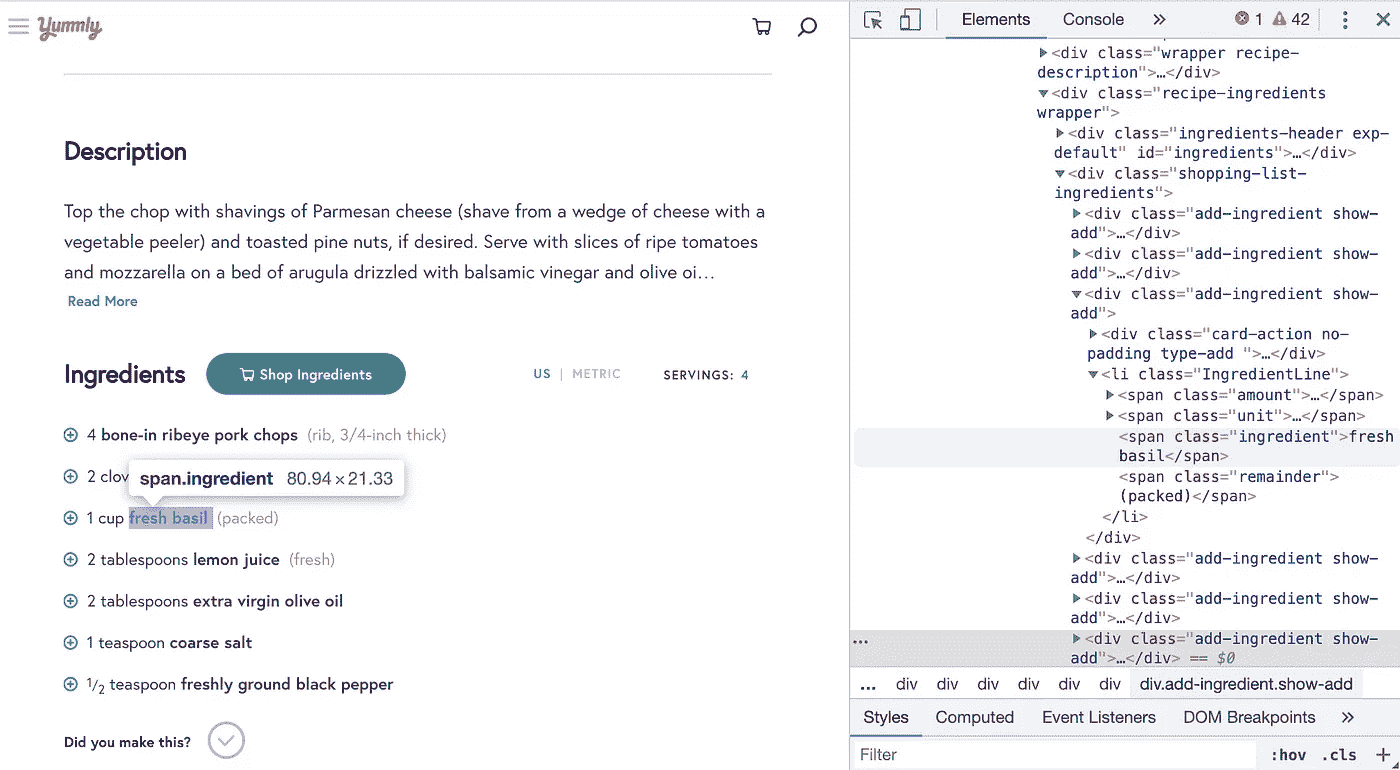 Yummly
Description
Top the chop with shavings of Parmesan cheese (shave from a wedge of cheese with a
vegetable peeler) and toasted pine nuts, if desired. Serve with slices of ripe tomatoes
and mozzarella on a bed of arugula drizzled with balsamic vinegar and olive oi…
Read More
Ingredients
Shop Ingredients
US | METRIC
SERVINGS: 4
4 bone-in ribeye pork chops (rib, 3/4-inch thick)
2 clov
span.ingredient 80.94 × 21.33
1 cup fresh basil (packed)
2 tablespoons lemon juice (fresh)
2 tablespoons extra virgin olive oil
1 teaspoon coarse salt
1/2 teaspoon freshly ground black pepper
Did you make this?
Elements Console » 1 42
<div class="wrapper recipe-
description">…</div>
<div class="recipe-ingredients
wrapper">
<div class="ingredients-header exp-
default" id="ingredients">…</div>
<div class="shopping-list-
ingredients">
<div class="add-ingredient show-
add">…</div>
<div class="add-ingredient show-
add">…</div>
<div class="add-ingredient show-
add">
<div class="card-action no-
padding type-add ">…</div>
<li class="IngredientLine">
<span class="amount">…</span>
<span class="unit">…</span>
<span class="ingredient">fresh
basil</span>
<span class="remainder">
(packed)</span>
</li>
</div>
<div class="add-ingredient show-
add">…</div>
<div class="add-ingredient show-
add">…</div>
… <div class="add-ingredient show-
add">…</div> == $0
… div div div div div div div.add-ingredient.show-add
Styles Computed Event Listeners DOM Breakpoints »
Filter :hov .cls +